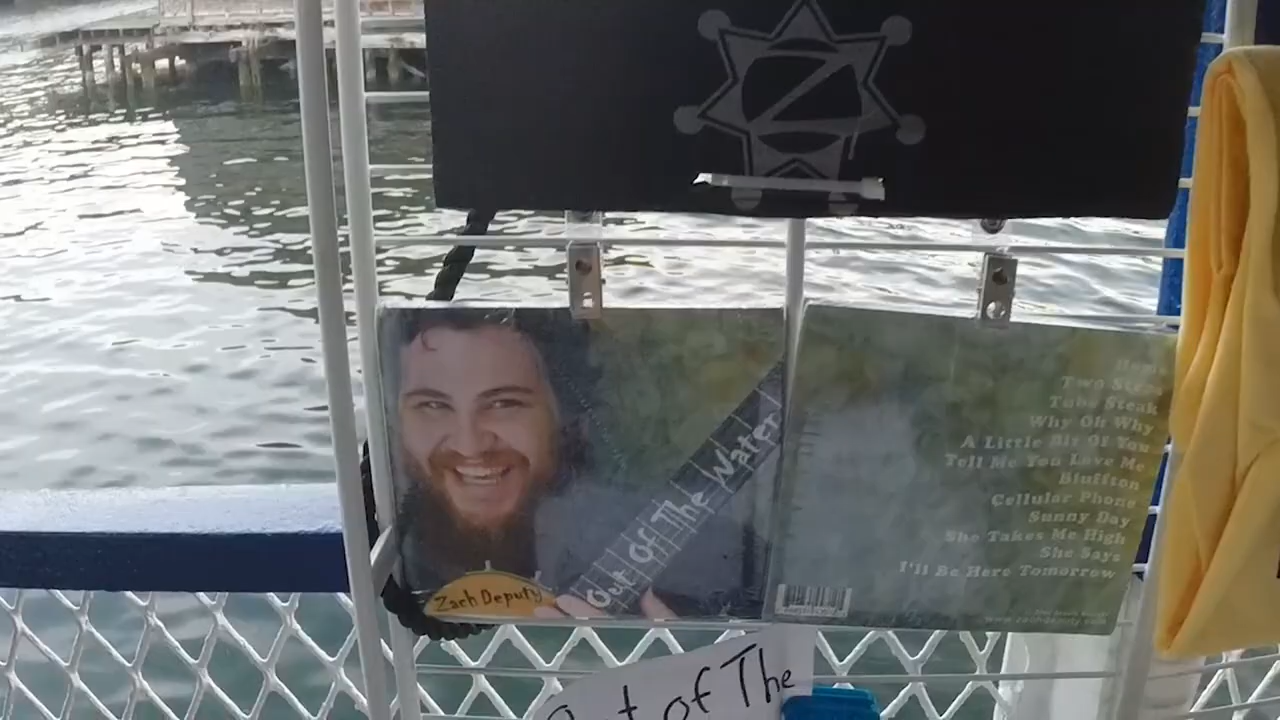 Z
Out Of The Water
Zach Deputy
Home
Two Steps
Tube Steak
Why Oh Why
A Little Bit Of You
Tell Me You Love Me
Bluffton
Cellular Phone
Sunny Day
She Takes Me High
She Says
I'll Be Here Tomorrow
www.zachdeputy.com
Out of The